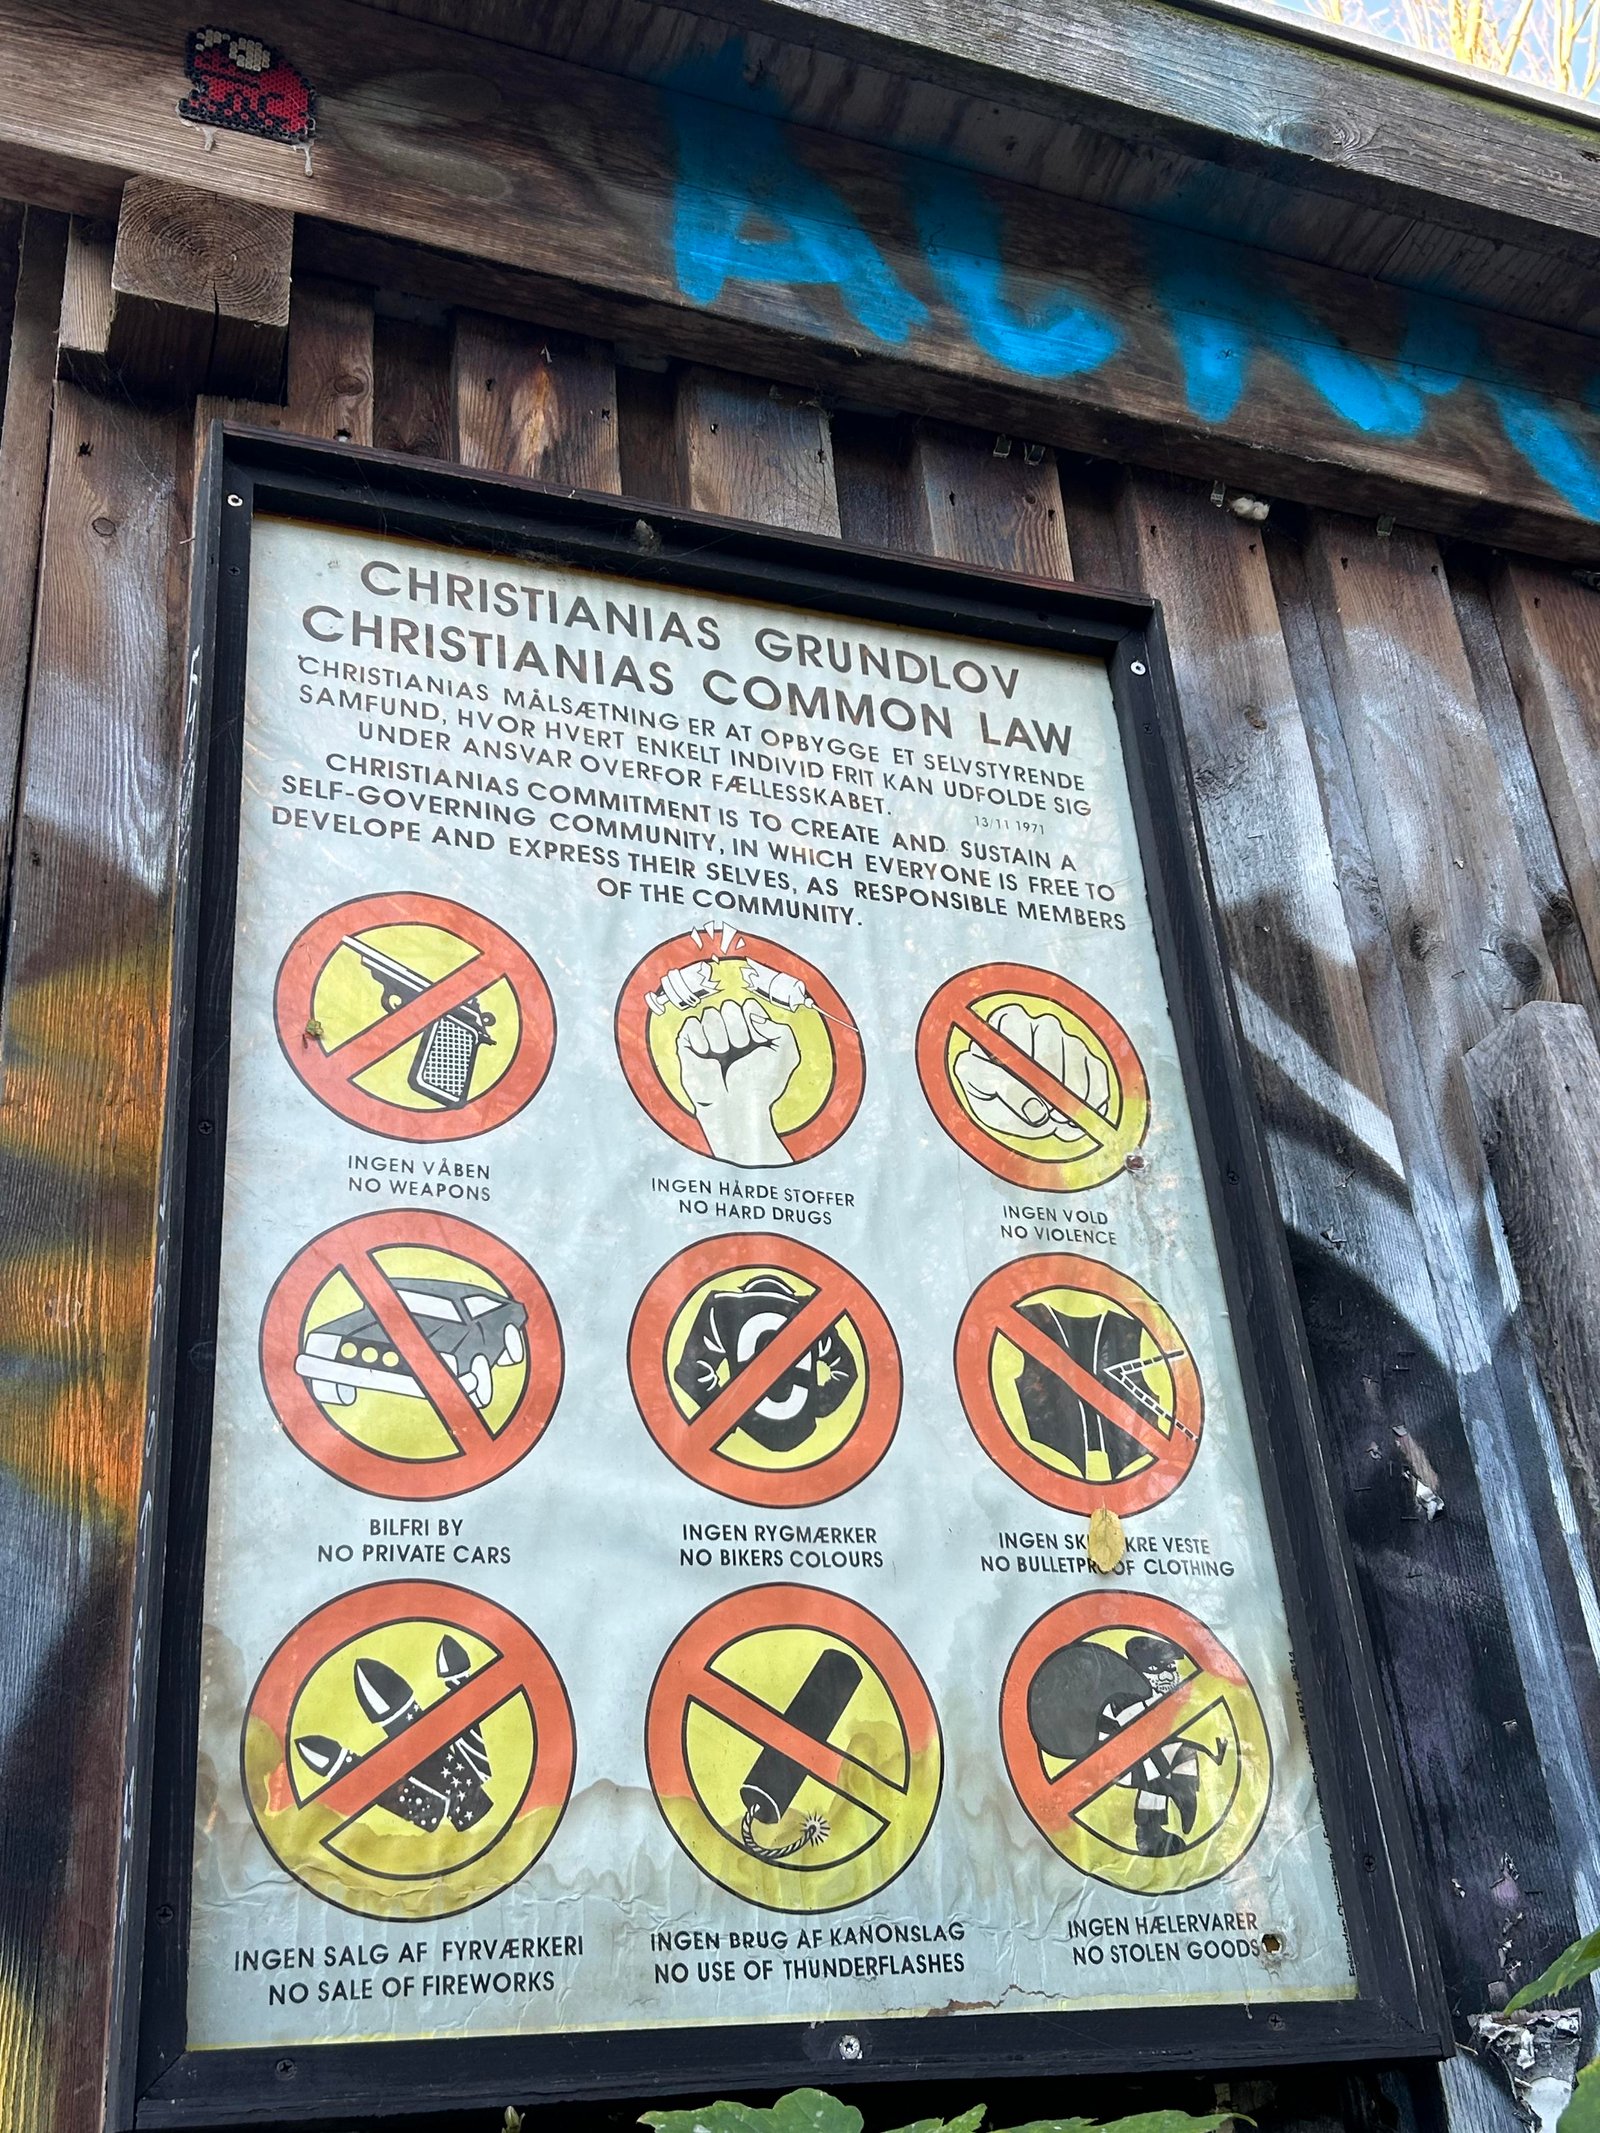 CHRISTIANIAS GRUNDLOV
CHRISTIANIAS COMMON LAW
CHRISTIANIAS MÅLSÆTNING ER AT OPBYGGE ET SELVSTYRENDE
SAMFUND, HVOR HVERT ENKELT INDIVID FRIT KAN UDFOLDE SIG
UNDER ANSVAR OVERFOR FÆLLESSKABET.
13/11 1971
CHRISTIANIAS COMMITMENT IS TO CREATE AND SUSTAIN A
SELF-GOVERNING COMMUNITY, IN WHICH EVERYONE IS FREE TO
DEVELOPE AND EXPRESS THEIR SELVES, AS RESPONSIBLE MEMBERS
OF THE COMMUNITY.
INGEN VÅBEN
NO WEAPONS
INGEN HÅRDE STOFFER
NO HARD DRUGS
INGEN VOLD
NO VIOLENCE
BILFRI BY
NO PRIVATE CARS
INGEN RYGMÆRKER
NO BIKERS COLOURS
INGEN VESTE
NO BULLETPROOF CLOTHING
INGEN SALG AF FYRVÆRKERI
NO SALE OF FIREWORKS
INGEN BRUG AF KANONSLAG
NO USE OF THUNDERFLASHES
INGEN HÆLERVARER
NO STOLEN GOODS